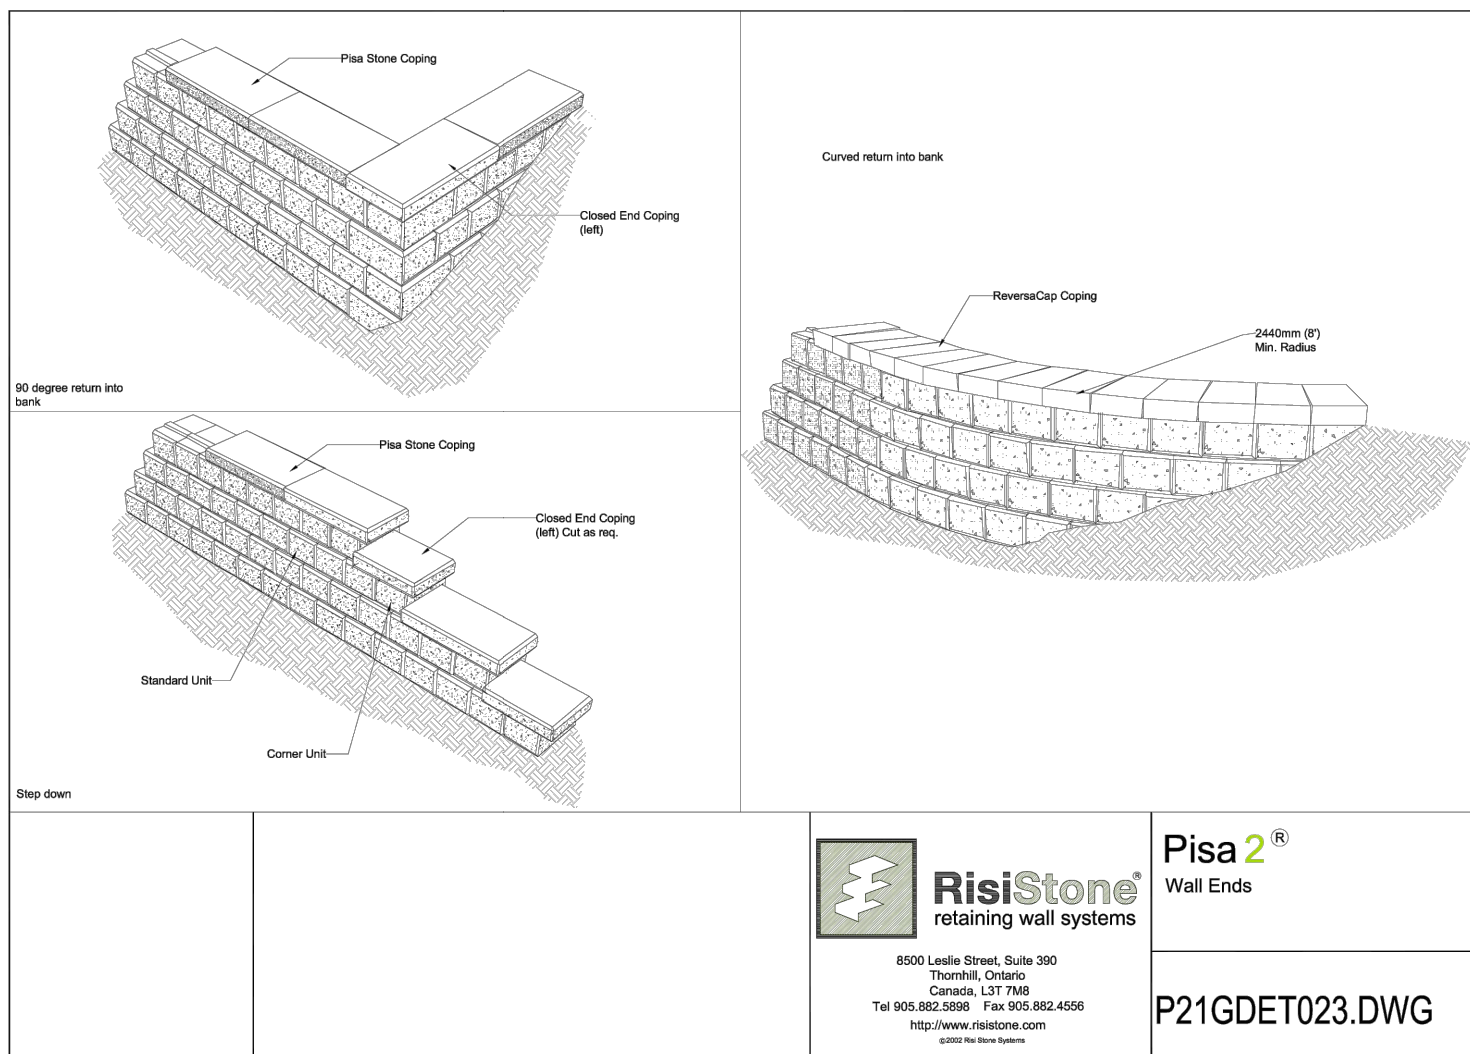 Pisa Stone Coping
Closed End Coping
(left)
90 degree return into
bank
Pisa Stone Coping
Closed End Coping
(left) Cut as req.
Standard Unit
Corner Unit
Step down
Curved return into bank
ReversaCap Coping
2440mm (8')
Min. Radius
RisiStone®
retaining wall systems
8500 Leslie Street, Suite 390
Thornhill, Ontario
Canada, L3T 7M8
Tel 905.882.5898 Fax 905.882.4556
http://www.risistone.com
©2002 Risi Stone Systems
Pisa 2®
Wall Ends
P21GDET023.DWG